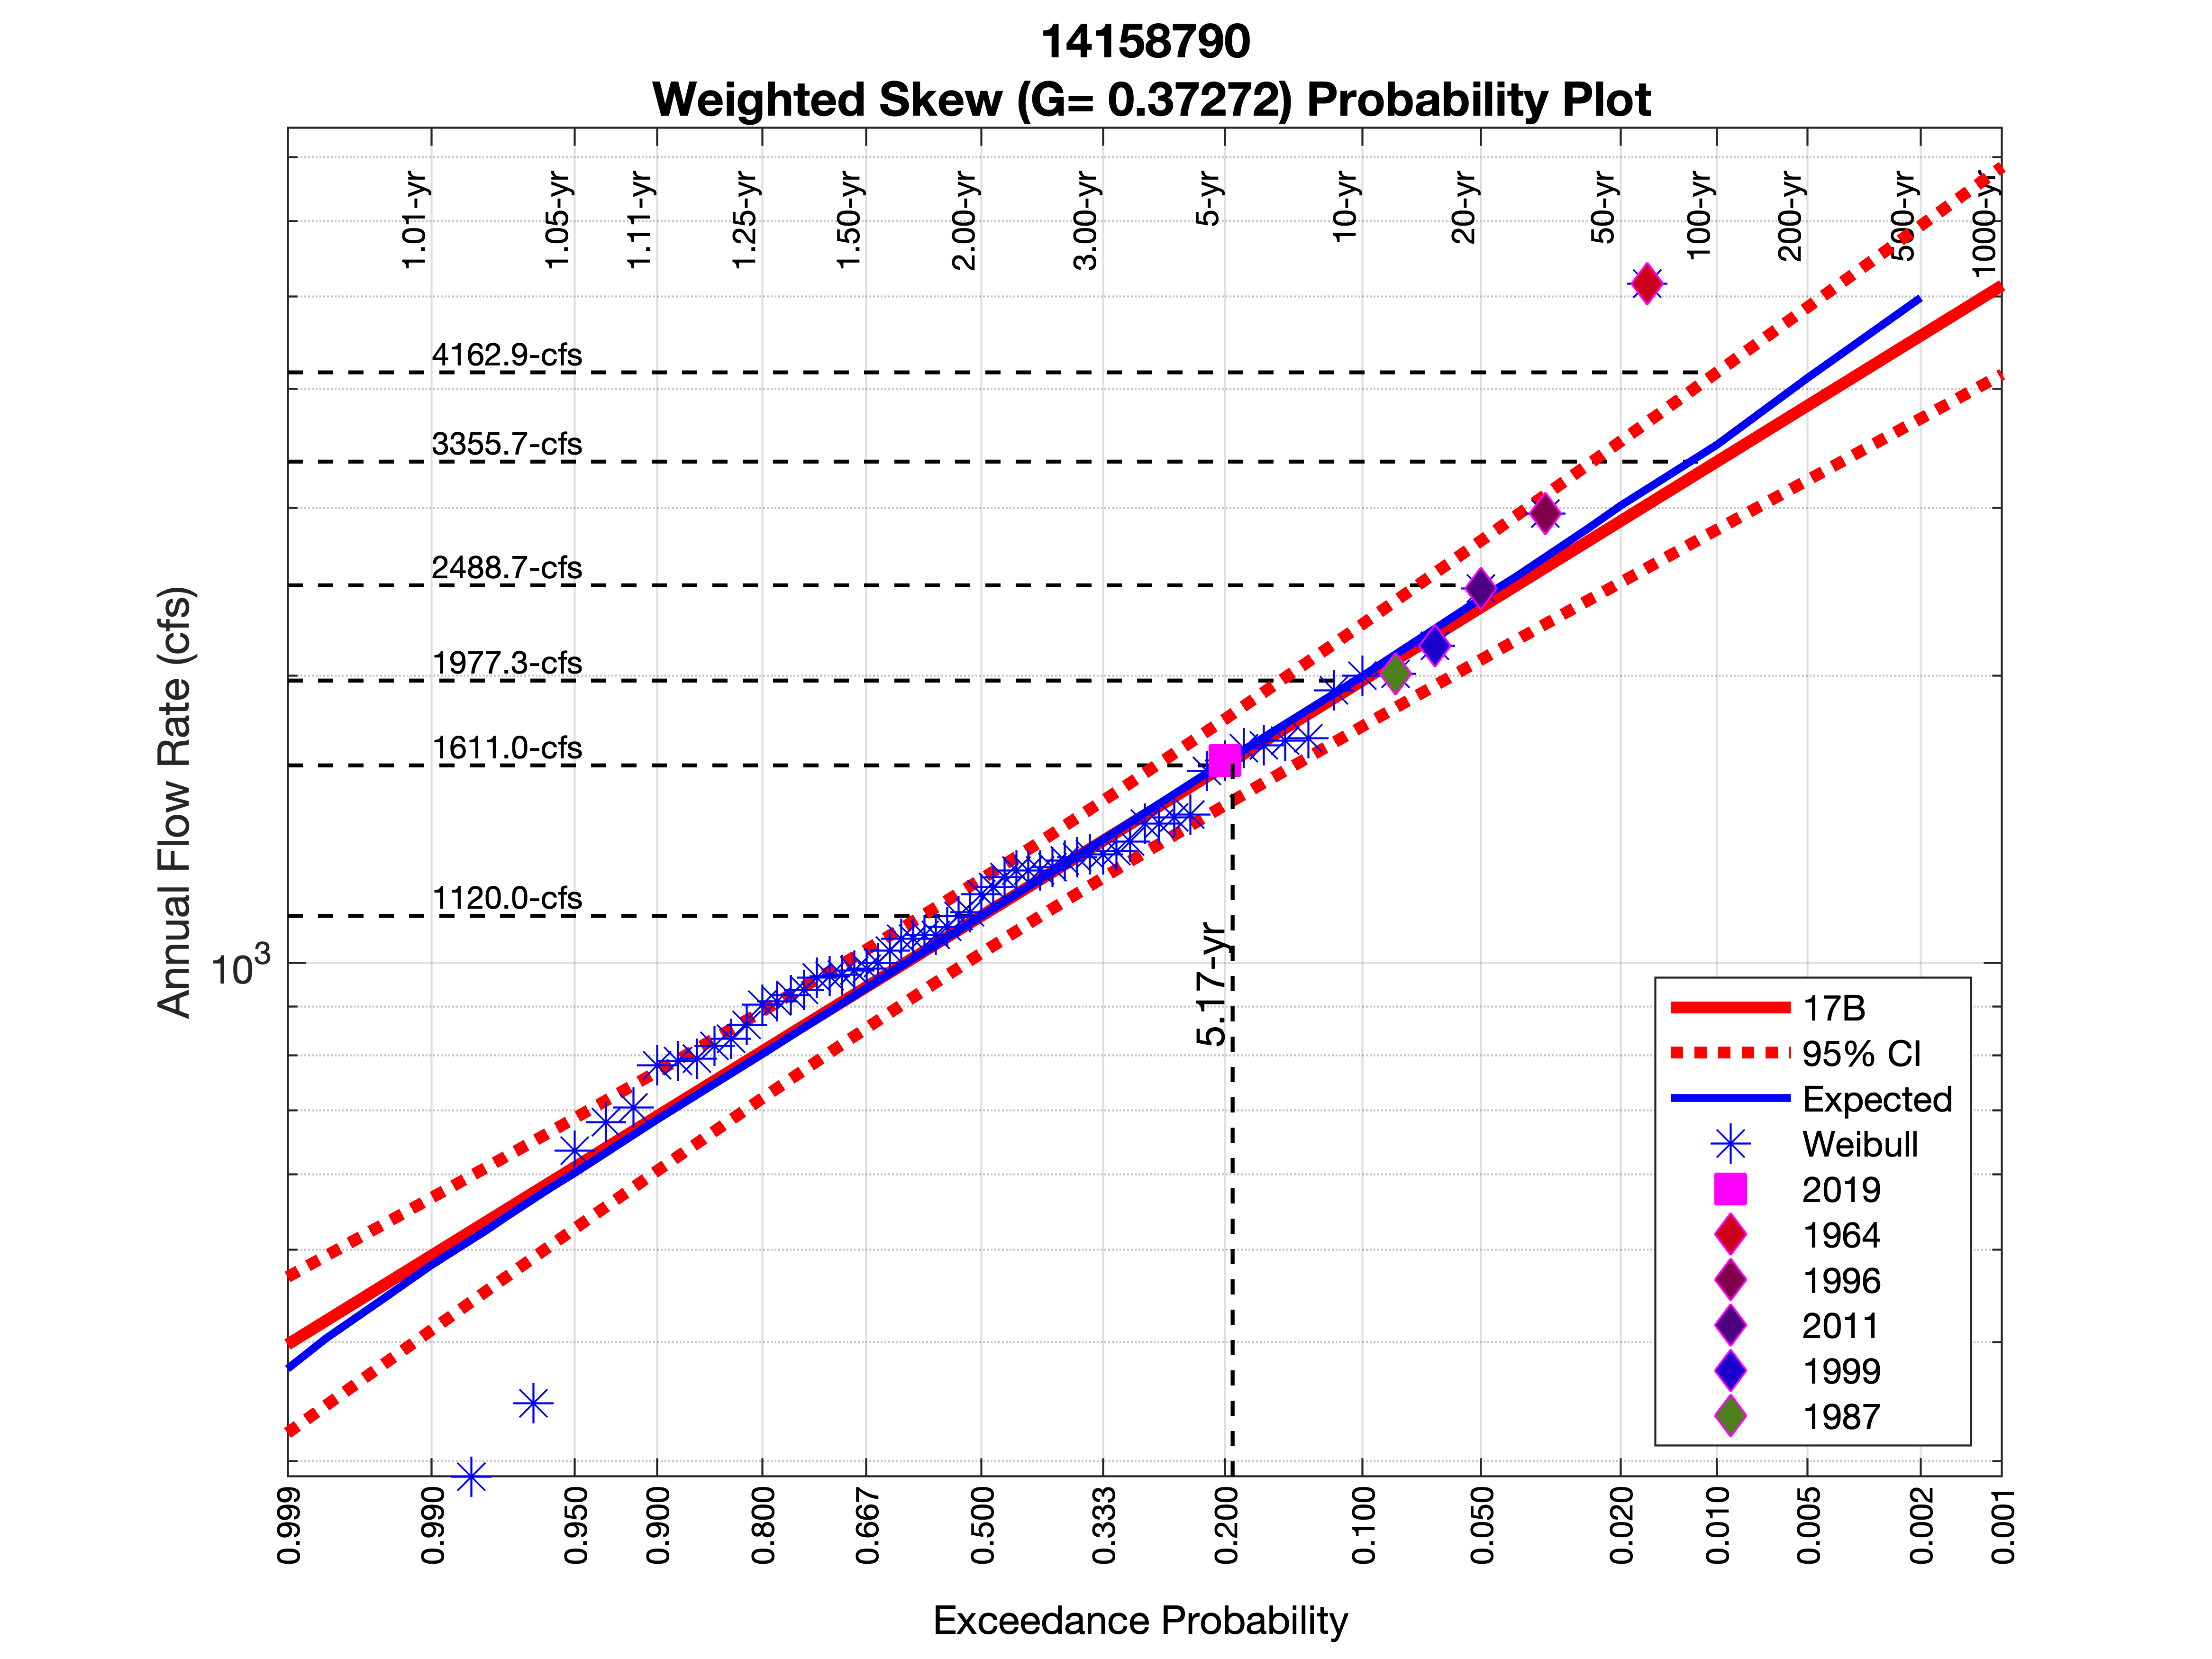 14158790
Weighted Skew (G= 0.37272) Probability Plot
1.01-yr
1.05-yr
1.11-yr
1.25-yr
1.50-yr
2.00-yr
3.00-yr
5-yr
10-yr
20-yr
50-yr
100-yr
200-yr
500-yr
1000-yr
4162.9-cfs
3355.7-cfs
2488.7-cfs
1977.3-cfs
1611.0-cfs
1120.0-cfs
5.17-yr
Annual Flow Rate (cfs)
10³
17B
95% CI
Expected
Weibull
2019
1964
1996
2011
1999
1987
0.999
0.990
0.950
0.900
0.800
0.667
0.500
0.333
0.200
0.100
0.050
0.020
0.010
0.005
0.002
0.001
Exceedance Probability